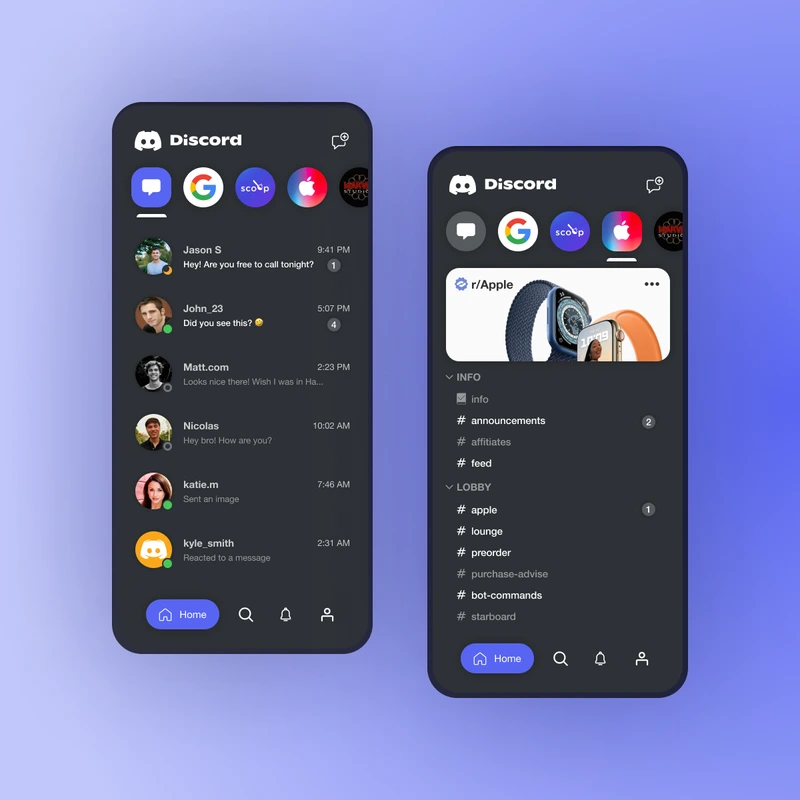 Discord
scoop
Jason S 9:41 PM
Hey! Are you free to call tonight? 1
John_23 5:07 PM
Did you see this? 🤣 4
Matt.com 2:23 PM
Looks nice there! Wish I was in Ha...
Nicolas 10:02 AM
Hey bro! How are you?
katie.m 7:46 AM
Sent an image
kyle_smith 2:31 AM
Reacted to a message
Home
Discord
scoop
r/Apple
INFO
info
# announcements 2
# affitiates
# feed
LOBBY
# apple 1
# lounge
# preorder
# purchase-advise
# bot-commands
# starboard
Home